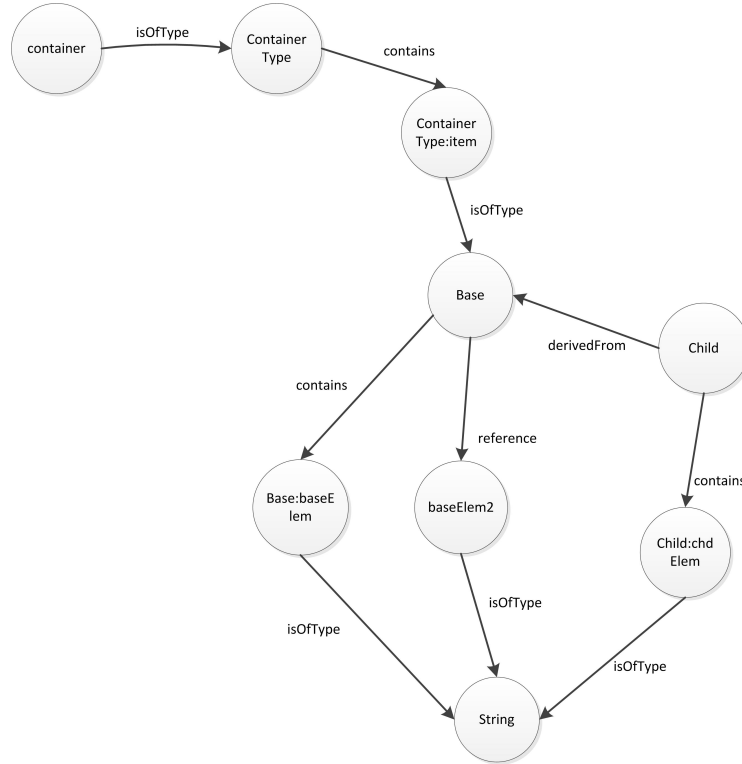 container
isOfType
Container
Type
contains
Container
Type:item
isOfType
Base
derivedFrom
Child
contains
reference
contains
Base:baseE
lem
baseElem2
Child:chd
Elem
isOfType
isOfType
isOfType
String